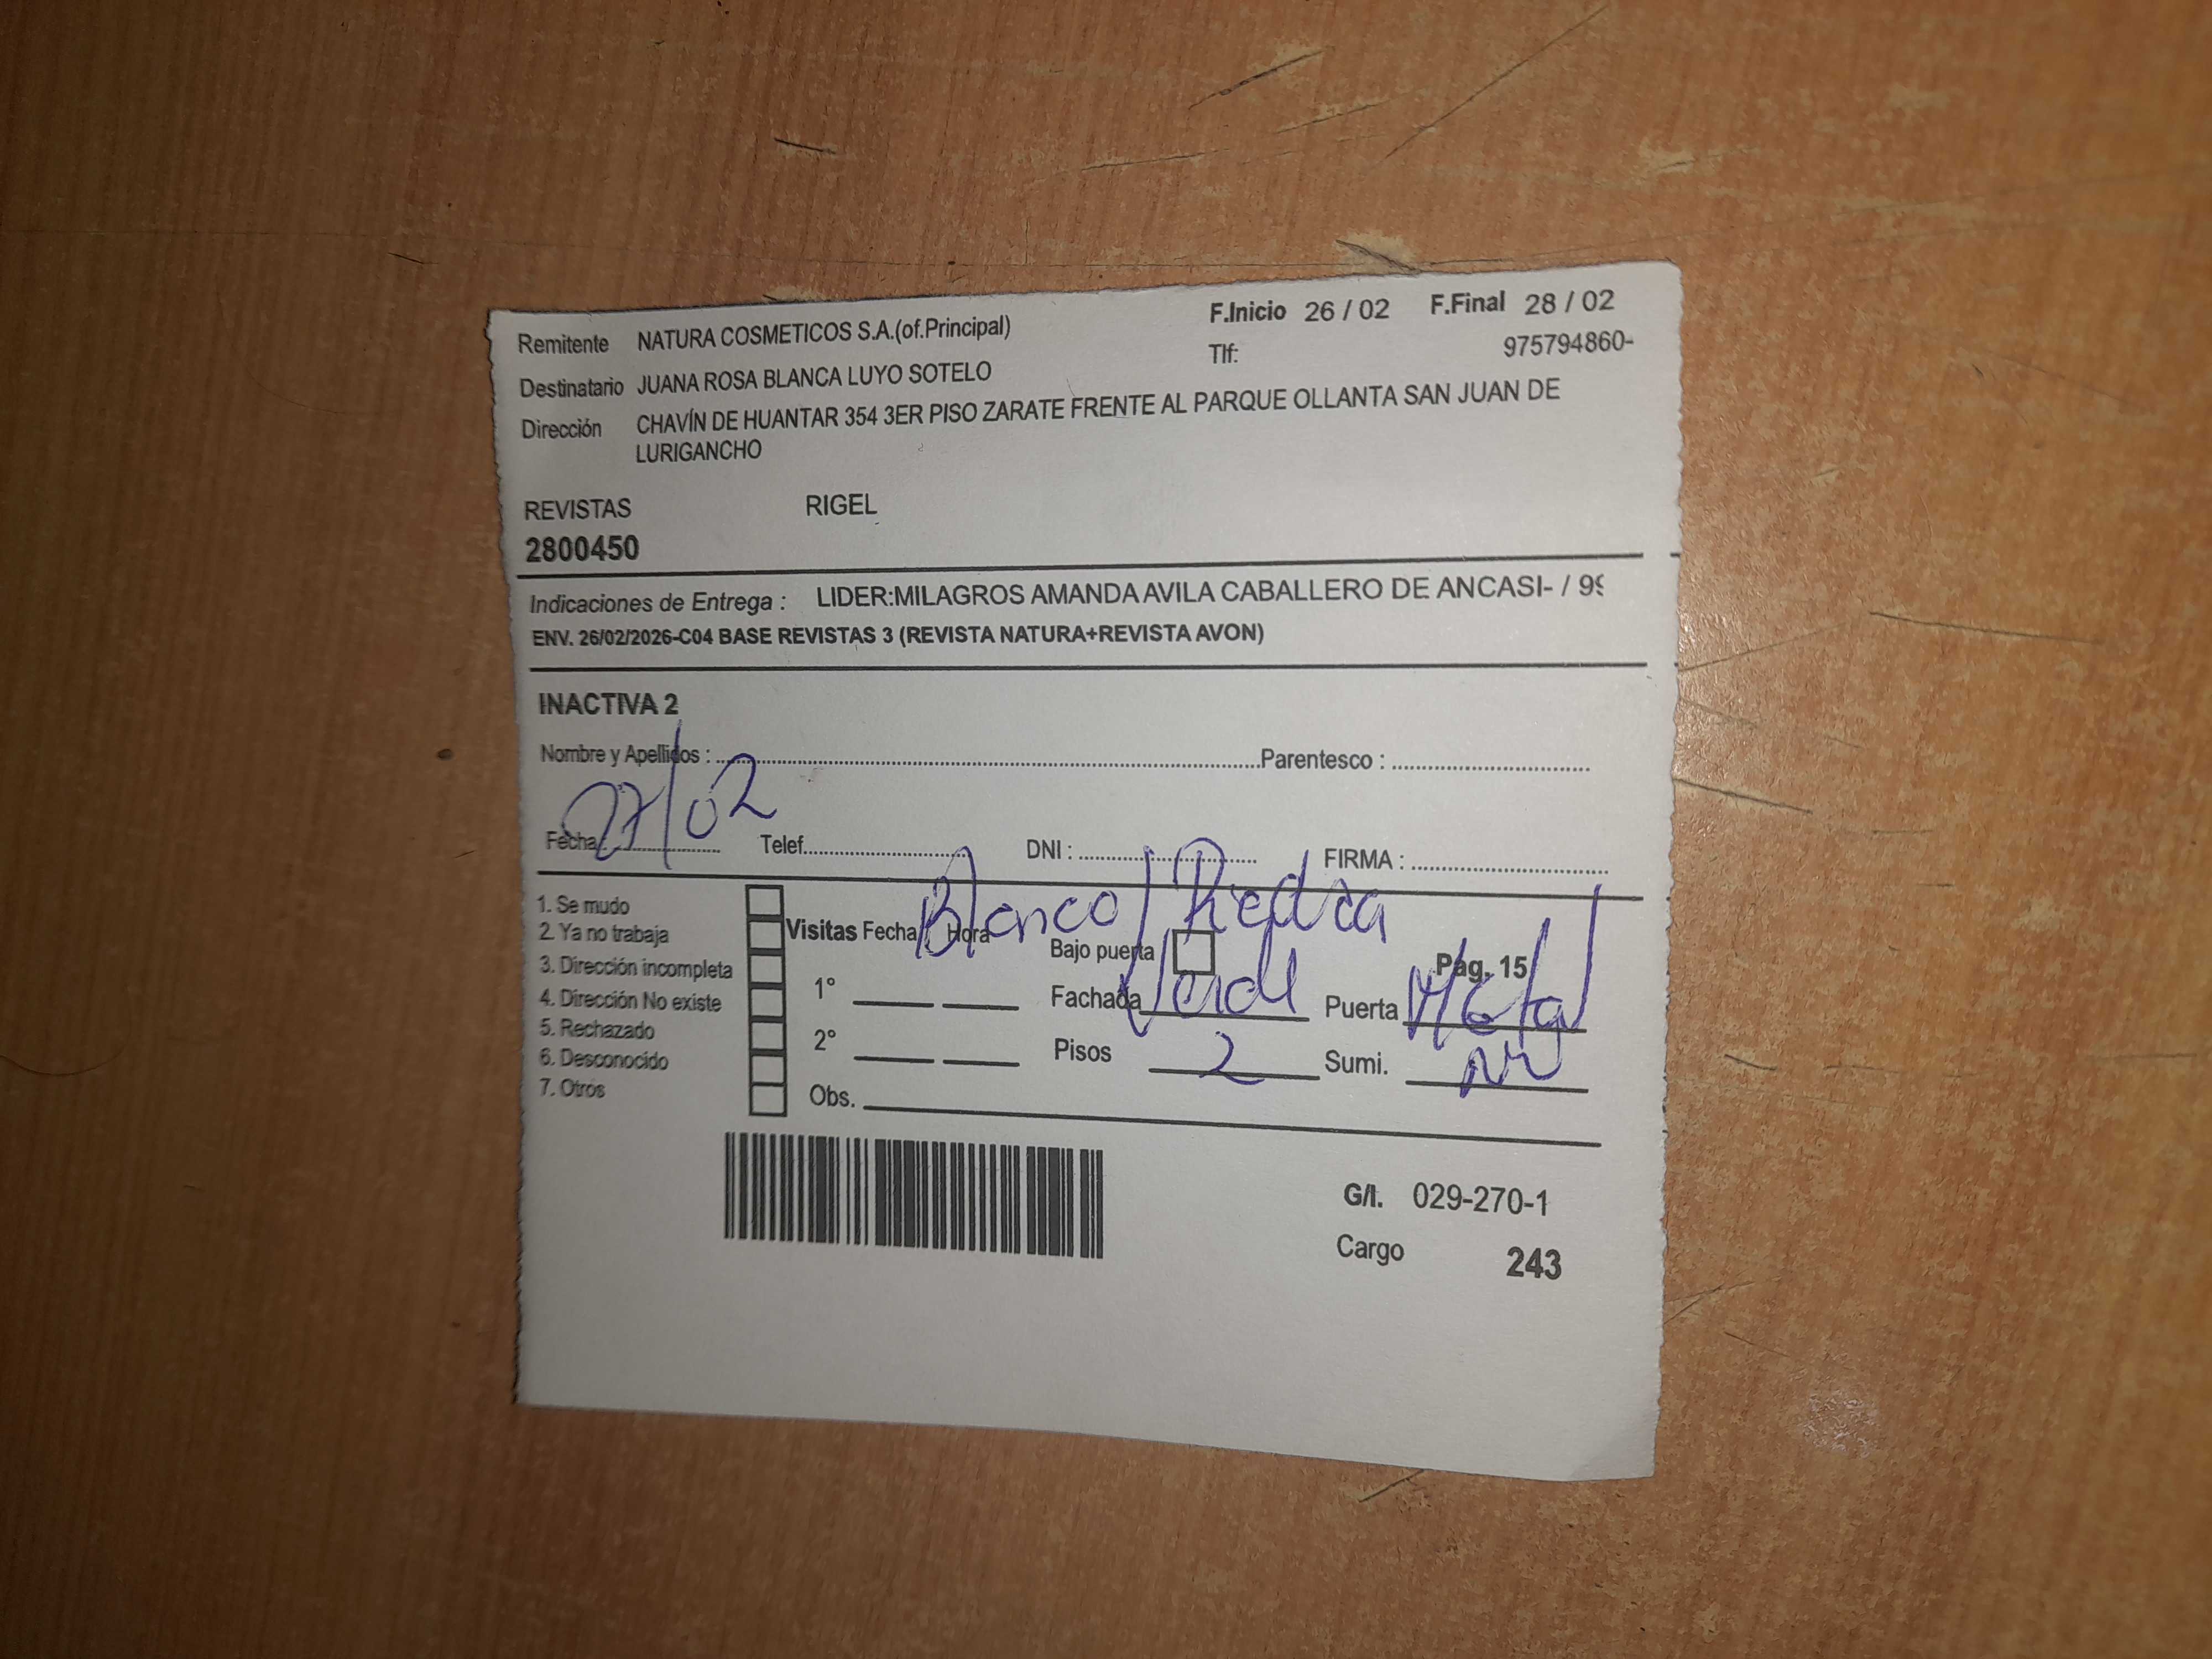 Remitente NATURA COSMETICOS S.A.(of.Principal) F.Inicio 26 / 02 F.Final 28 / 02
Tlf: 975794860-
Destinatario JUANA ROSA BLANCA LUYO SOTELO
Dirección CHAVÍN DE HUANTAR 354 3ER PISO ZARATE FRENTE AL PARQUE OLLANTA SAN JUAN DE
LURIGANCHO
REVISTAS RIGEL
2800450
Indicaciones de Entrega : LIDER:MILAGROS AMANDA AVILA CABALLERO DE ANCASI- / 99
ENV. 26/02/2026-C04 BASE REVISTAS 3 (REVISTA NATURA+REVISTA AVON)
INACTIVA 2
Nombre y Apellidos : Parentesco :
Fecha: 27/02 Telef. DNI : FIRMA :
Blanco/Piedra
1. Se mudo
2. Ya no trabaja
3. Dirección incompleta
4. Dirección No existe
5. Rechazado
6. Desconocido
7. Otros
Visitas Fecha Hora Bajo puerta Pag. 15
1° Fachada Verde Puerta Metal
2° Pisos 2 Sumi.
Obs.
G/I. 029-270-1
Cargo 243